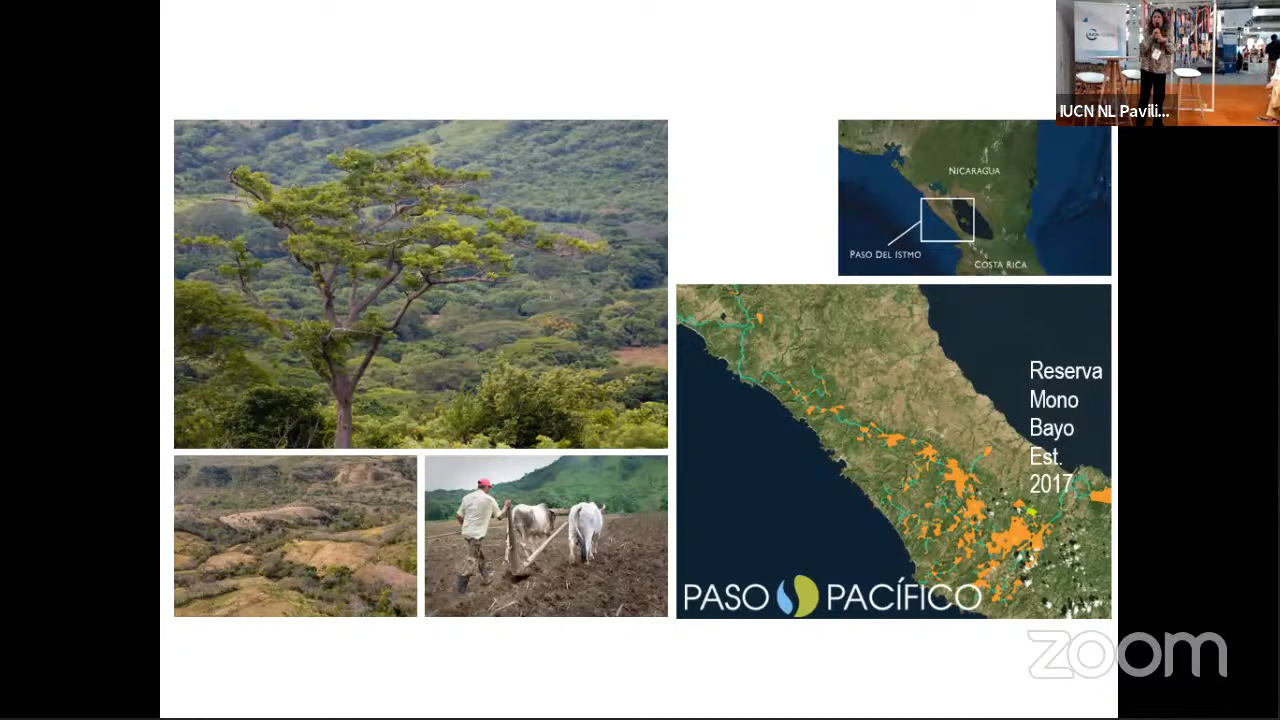 IUCN NL Pavili...
NICARAGUA
PASO DEL ISTMO
COSTA RICA
Reserva
Mono
Bayo
Est.
2017
PASO PACÍFICO
zoom